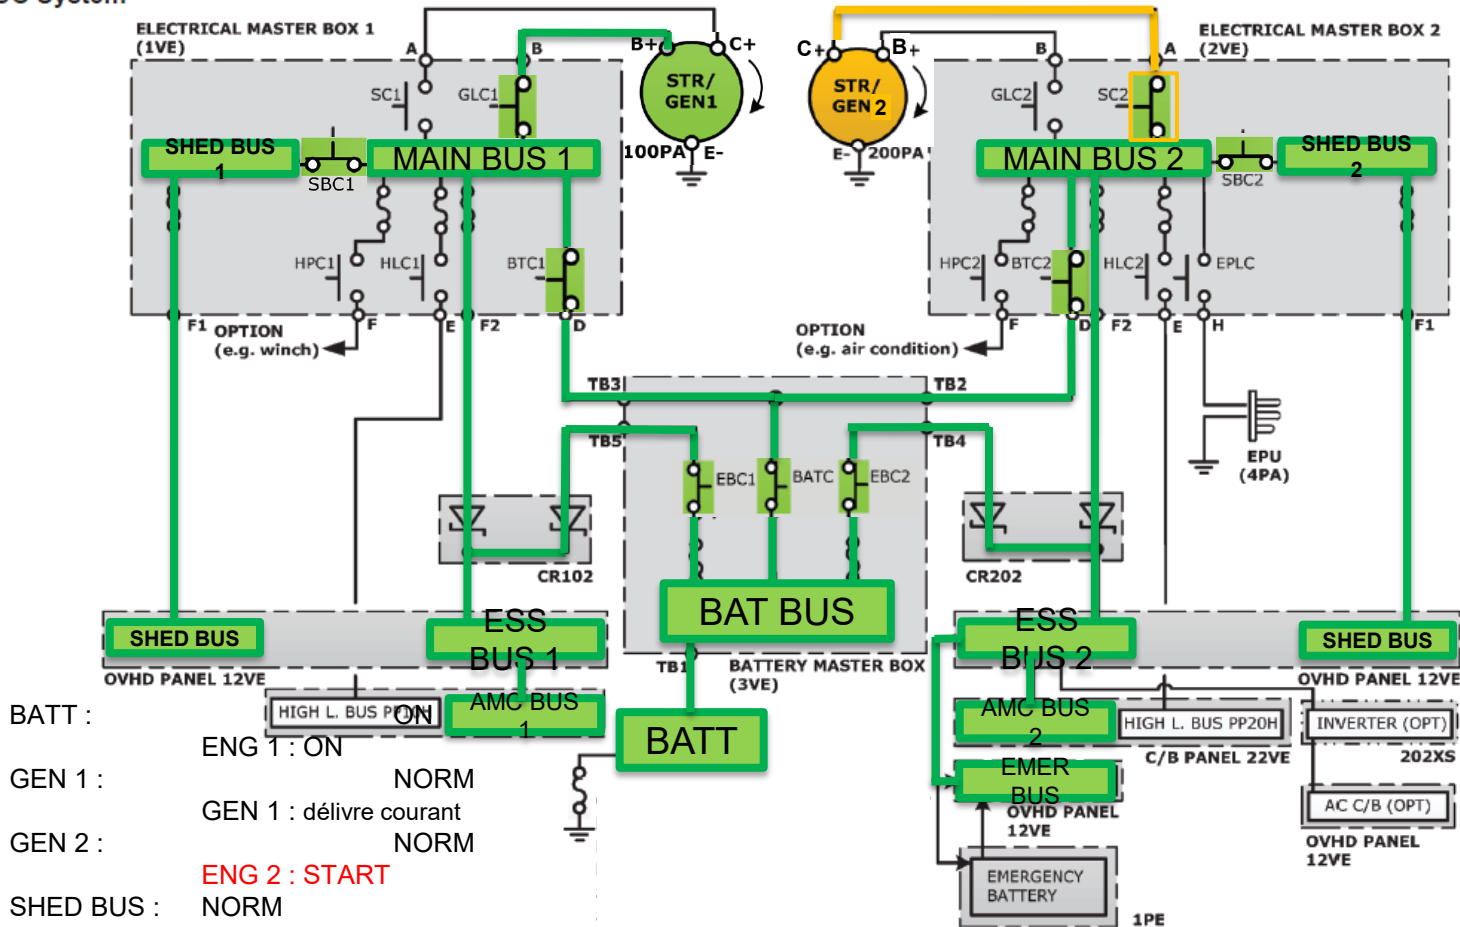 DC System
ELECTRICAL MASTER BOX 1
(1VE)
ELECTRICAL MASTER BOX 2
(2VE)
A
B
B+
C+
C+
B+
B
A
STR/
GEN1
STR/
GEN 2
SC1
GLC1
GLC2
SC2
100PA
E-
E-
200PA
SHED BUS
1
MAIN BUS 1
MAIN BUS 2
SHED BUS
2
SBC1
SBC2
HPC1
HLC1
BTC1
HPC2
BTC2
HLC2
EPLC
F1
OPTION
(e.g. winch)
F
E
F2
D
OPTION
(e.g. air condition)
F
D
F2
E
H
F1
TB3
TB2
TB5
TB4
EBC1
BATC
EBC2
EPU
(4PA)
CR102
CR202
BAT BUS
SHED BUS
ESS
BUS 1
ESS
BUS 2
SHED BUS
TB1
BATTERY MASTER BOX
(3VE)
OVHD PANEL 12VE
OVHD PANEL 12VE
HIGH L. BUS PP10H
AMC BUS
1
BATT
AMC BUS
2
HIGH L. BUS PP20H
INVERTER (OPT)
C/B PANEL 22VE
202XS
EMER
BUS
OVHD PANEL
12VE
AC C/B (OPT)
OVHD PANEL
12VE
EMERGENCY
BATTERY
1PE
BATT : ON
ENG 1 : ON
GEN 1 : NORM
GEN 1 : délivre courant
GEN 2 : NORM
ENG 2 : START
SHED BUS : NORM